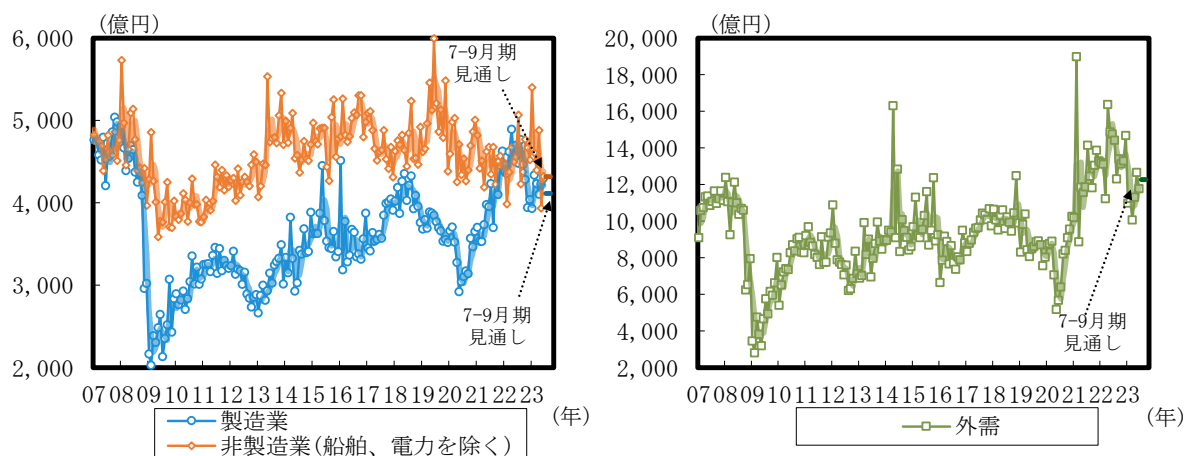 (億円)
6,000
5,000
4,000
3,000
2,000
7-9月期
見通し
7-9月期
見通し
07 08 09 10 11 12 13 14 15 16 17 18 19 20 21 22 23
(年)
製造業
非製造業(船舶、電力を除く)
(億円)
20,000
18,000
16,000
14,000
12,000
10,000
8,000
6,000
4,000
2,000
7-9月期
見通し
07 08 09 10 11 12 13 14 15 16 17 18 19 20 21 22 23
(年)
外需